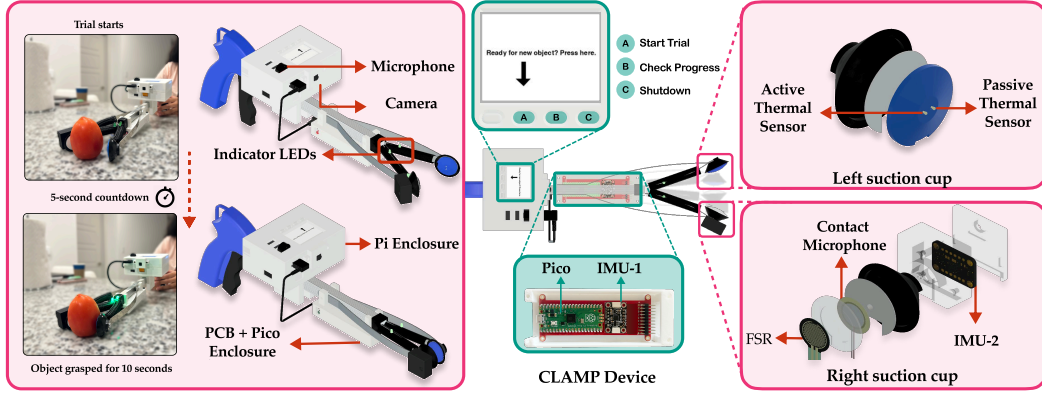 Trial starts
5-second countdown
Object grasped for 10 seconds
Microphone
Camera
Indicator LEDs
Pi Enclosure
PCB + Pico
Enclosure
Ready for new object? Press here.
A Start Trial
B Check Progress
C Shutdown
A B C
Pico IMU-1
CLAMP Device
Active
Thermal
Sensor
Passive
Thermal
Sensor
Left suction cup
Contact
Microphone
FSR
IMU-2
Right suction cup